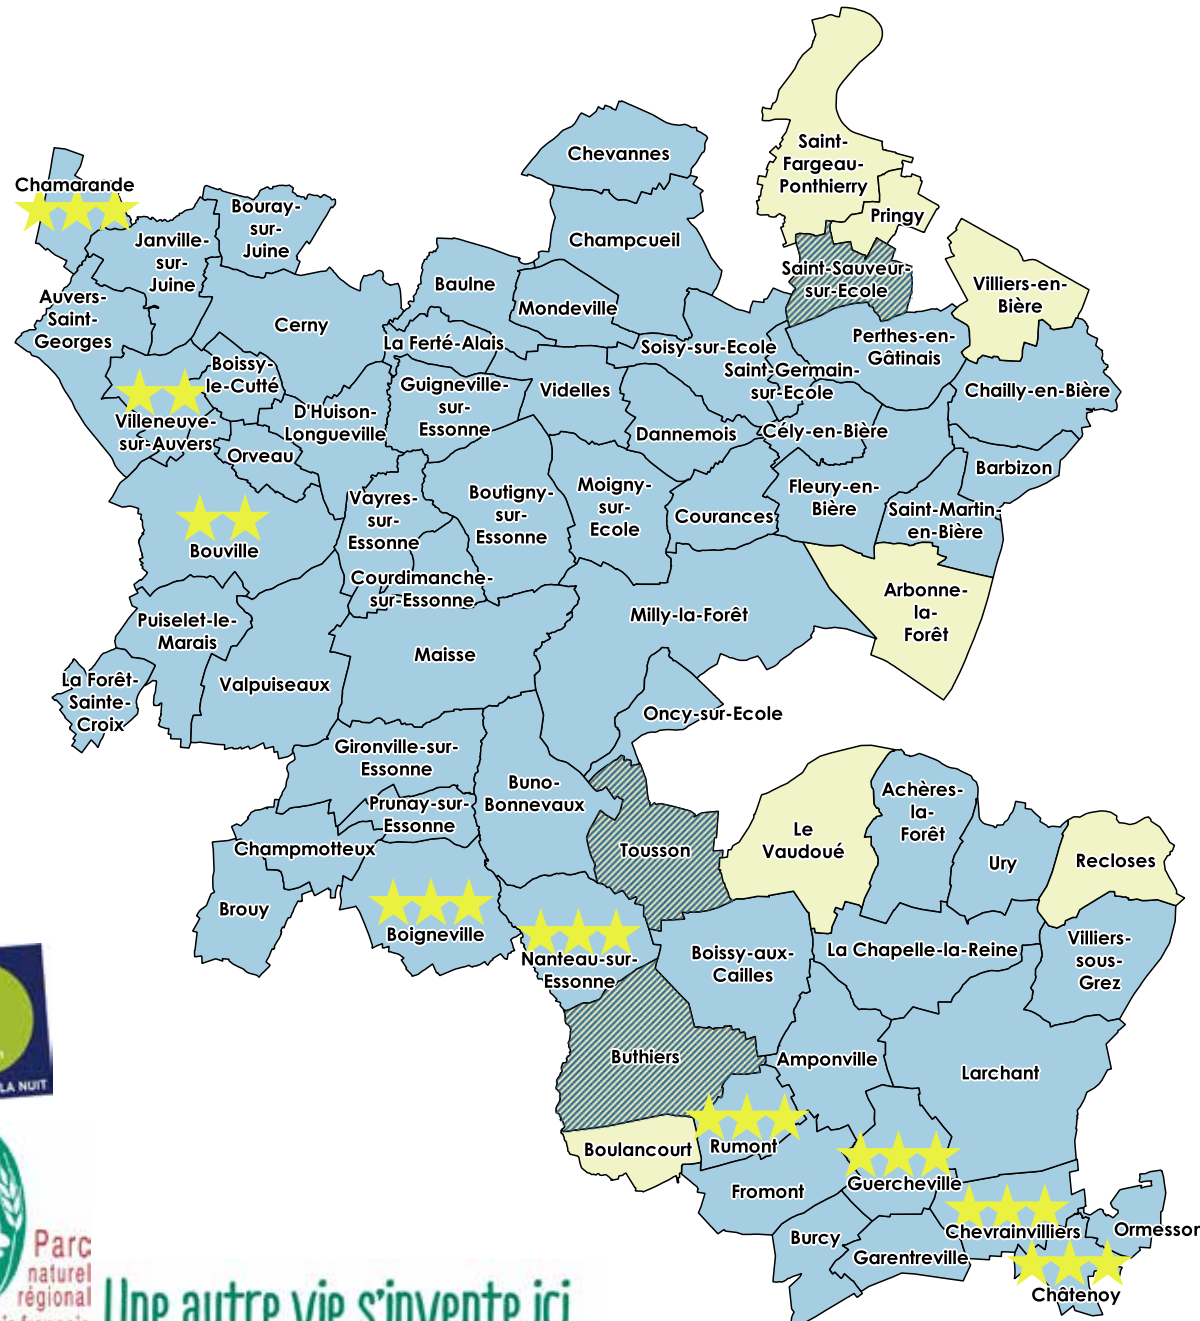 Chevannes
Saint-
Fargeau-
Ponthierry
Chamarande
Bouray-
sur-
Juine
Pringy
Janville-
sur-
Juine
Champcueil
Saint-Sauveur-
sur-Ecole
Villiers-en-
Bière
Baulne
Auvers-
Saint-
Georges
Mondeville
Cerny
La Ferté-Alais
Soisy-sur-Ecole
Perthes-en-
Gâtinais
Boissy-
le-Cutté
Saint-Germain-
sur-Ecole
Guigneville-
sur-
Essonne
Videlles
Chailly-en-Bière
D'Huison-
Longueville
Villeneuve-
sur-Auvers
Dannemois
Cély-en-Bière
Orveau
Barbizon
Vayres-
sur-
Essonne
Boutigny-
sur-
Essonne
Moigny-
sur-
Ecole
Fleury-en-
Bière
Courances
Saint-Martin-
en-Bière
Bouville
Courdimanche-
sur-Essonne
Arbonne-
la-
Forêt
Puiselet-le-
Marais
Milly-la-Forêt
Maisse
La Forêt-
Sainte-
Croix
Valpuiseaux
Oncy-sur-Ecole
Gironville-sur-
Essonne
Buno-
Bonnevaux
Achères-
la-
Forêt
Prunay-sur-
Essonne
Le
Vaudoué
Champmotteux
Tousson
Ury
Recloses
Brouy
Boigneville
Nanteau-sur-
Essonne
Boissy-aux-
Cailles
La Chapelle-la-Reine
Villiers-
sous-
Grez
Buthiers
Amponville
Larchant
LA NUIT
Boulancourt
Rumont
Fromont
Guercheville
Burcy
Chevrainvilliers
Ormesson
Garentreville
Châtenoy
Parc
naturel
régional
Une autre vie s'invente ici